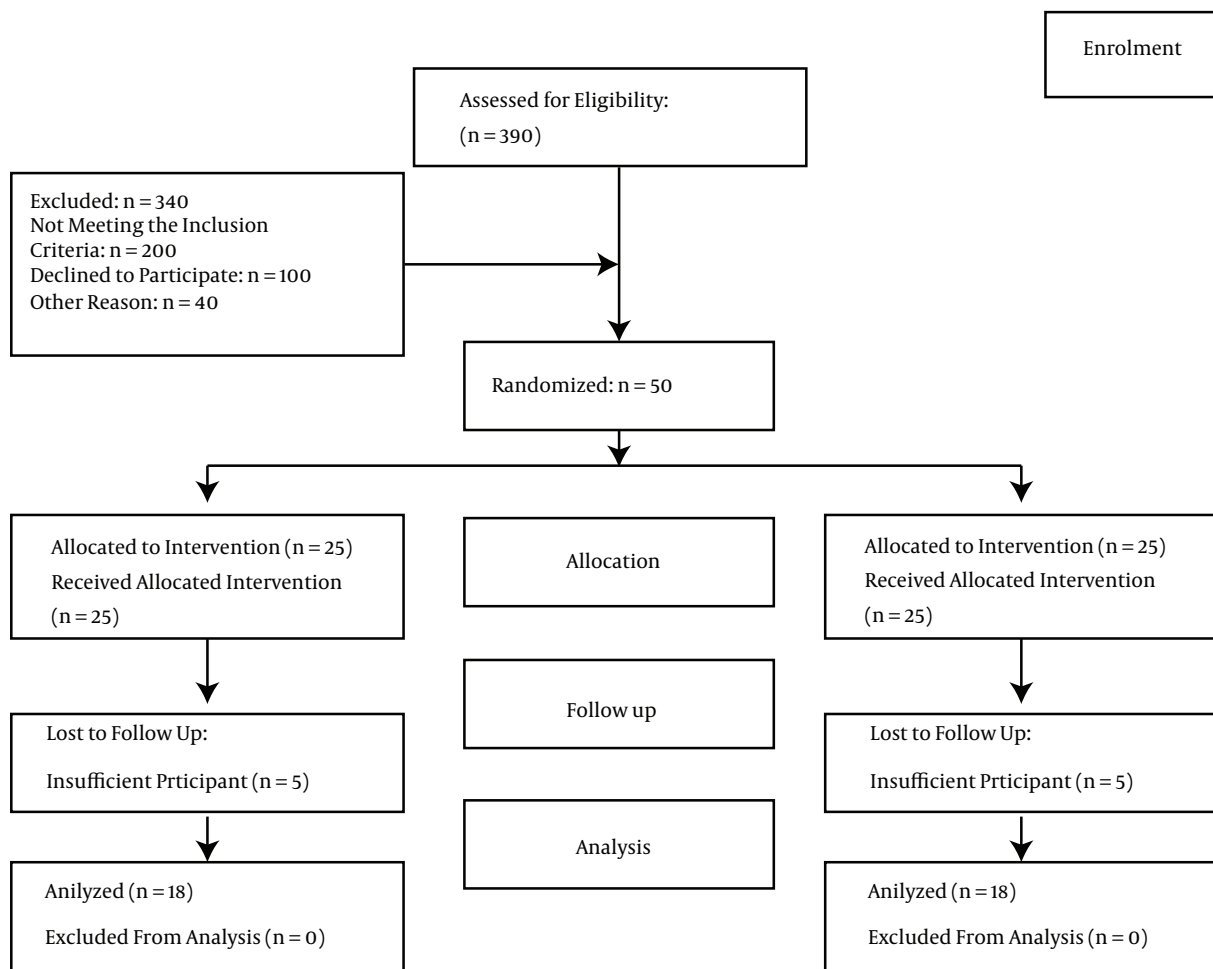 Enrolment
Assessed for Eligibility:
(n = 390)
Excluded: n = 340
Not Meeting the Inclusion
Criteria: n = 200
Declined to Participate: n = 100
Other Reason: n = 40
Randomized: n = 50
Allocated to Intervention (n = 25)
Received Allocated Intervention
(n = 25)
Allocation
Allocated to Intervention (n = 25)
Received Allocated Intervention
(n = 25)
Follow up
Lost to Follow Up:
Insufficient Prticipant (n = 5)
Lost to Follow Up:
Insufficient Prticipant (n = 5)
Analysis
Anilyzed (n = 18)
Excluded From Analysis (n = 0)
Anilyzed (n = 18)
Excluded From Analysis (n = 0)